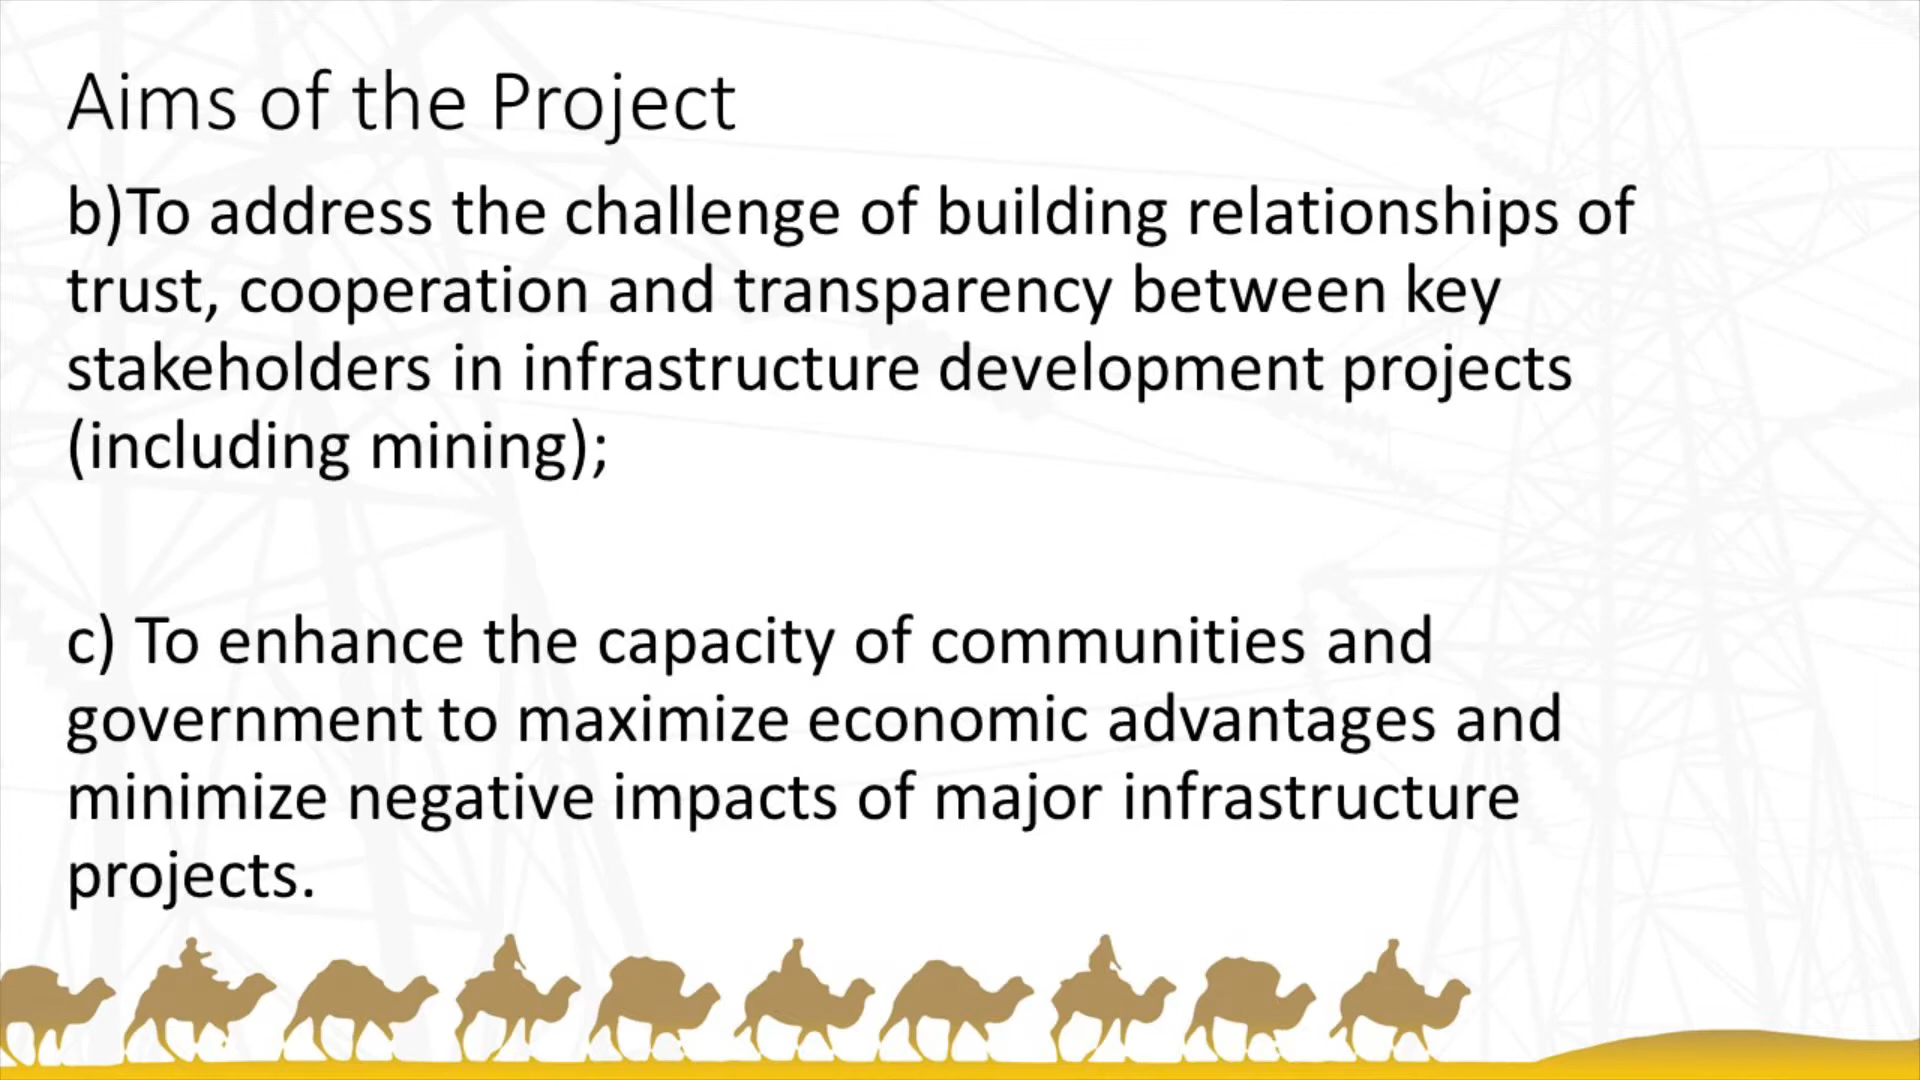 Aims of the Project
b)To address the challenge of building relationships of
trust, cooperation and transparency between key
stakeholders in infrastructure development projects
(including mining);
c) To enhance the capacity of communities and
government to maximize economic advantages and
minimize negative impacts of major infrastructure
projects.